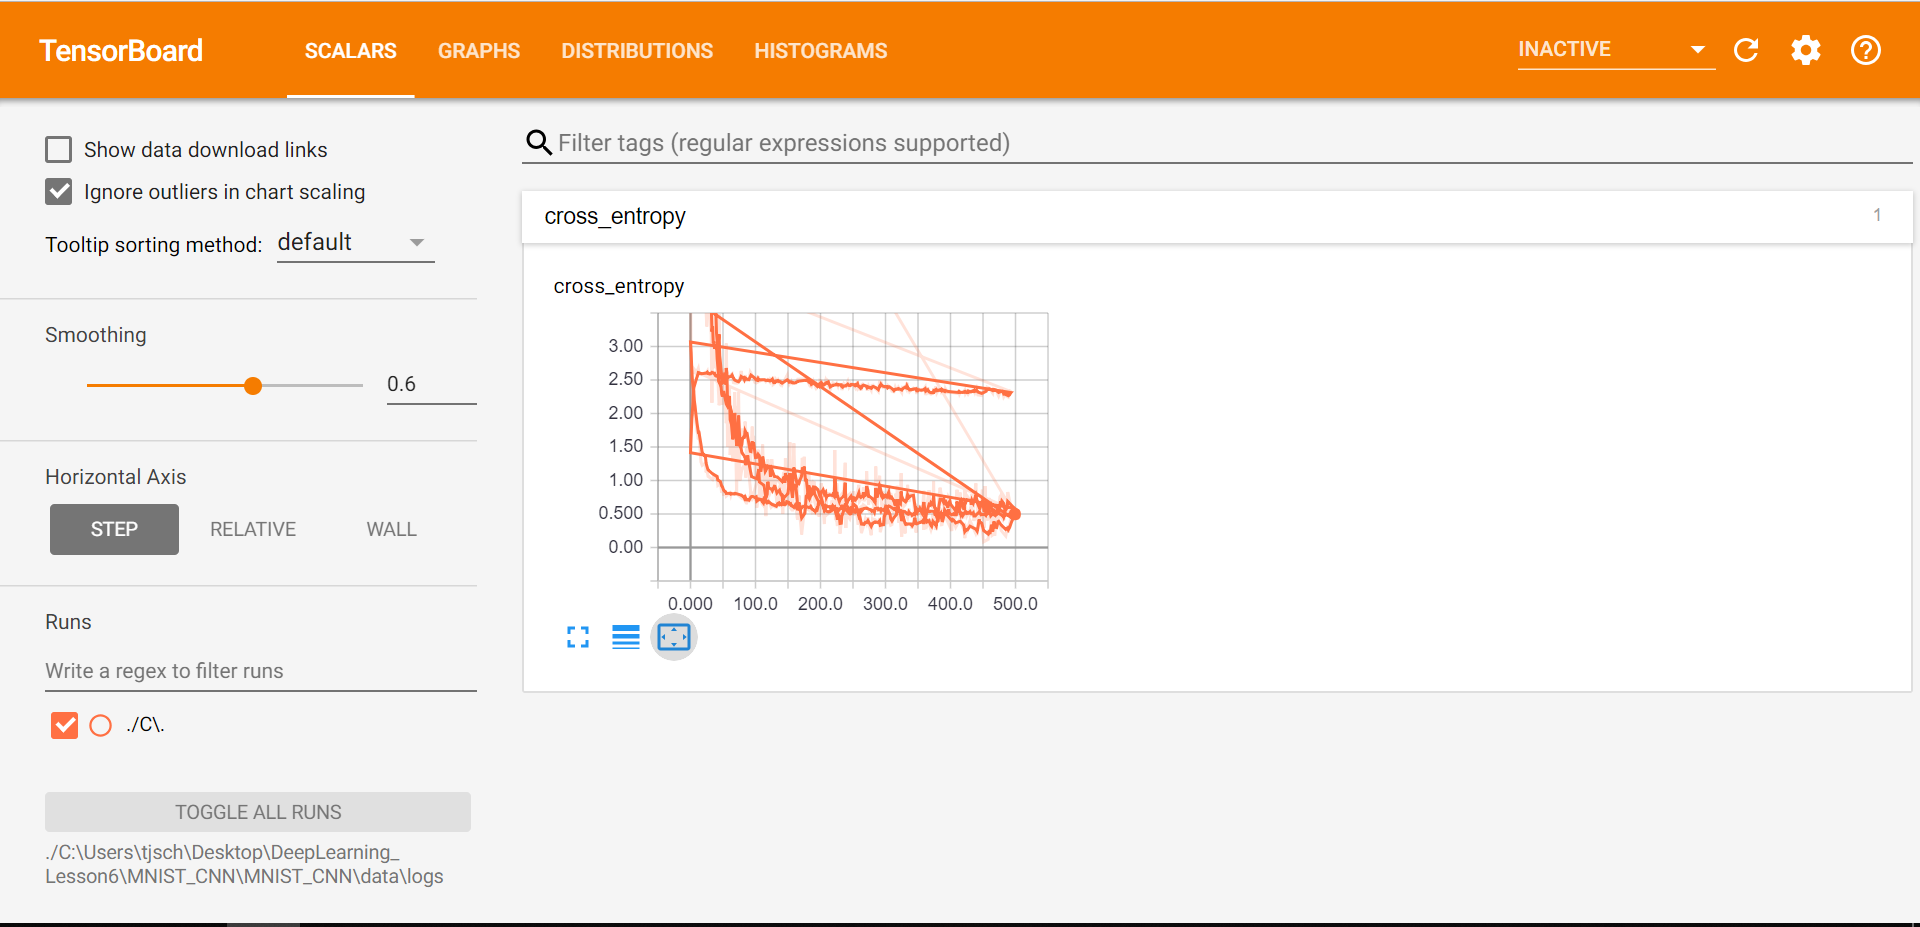 TensorBoard SCALARS GRAPHS DISTRIBUTIONS HISTOGRAMS INACTIVE
Show data download links
Ignore outliers in chart scaling
Tooltip sorting method: default
Smoothing
0.6
Horizontal Axis
STEP RELATIVE WALL
Runs
Write a regex to filter runs
./C\.
TOGGLE ALL RUNS
./C:\Users\tjsch\Desktop\DeepLearning_
Lesson6\MNIST_CNN\MNIST_CNN\data\logs
Filter tags (regular expressions supported)
cross_entropy 1
cross_entropy
3.00
2.50
2.00
1.50
1.00
0.500
0.00
0.000 100.0 200.0 300.0 400.0 500.0